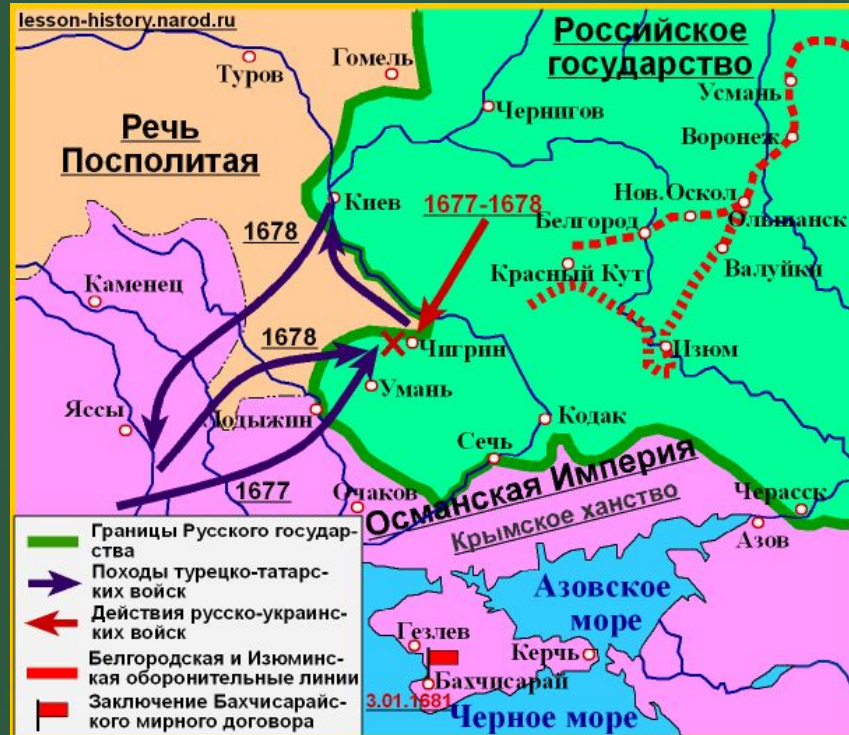 lesson-history.narod.ru
Российское
государство
Гомель
Туров
Усмань
Чернигов
Речь
Посполитая
Воронеж
Киев
1677-1678
Нов.Оскол
Белгород
Ольшанск
1678
Красный Кут
Валуйки
Каменец
1678
Чигрин
Изюм
Умань
Яссы
Лодыжин
Кодак
Сечь
1677
Очаков
Османская Империя
Крымское ханство
Черасск
Азов
Границы Русского государ-
ства
Походы турецко-татарс-
ких войск
Действия русско-украинс-
ких войск
Белгородская и Изюминс-
кая оборонительные линии
Заключение Бахчисарайс-
кого мирного договора
Азовское
море
Гезлев
Керчь
Бахчисарай
3.01.1681
Черное море